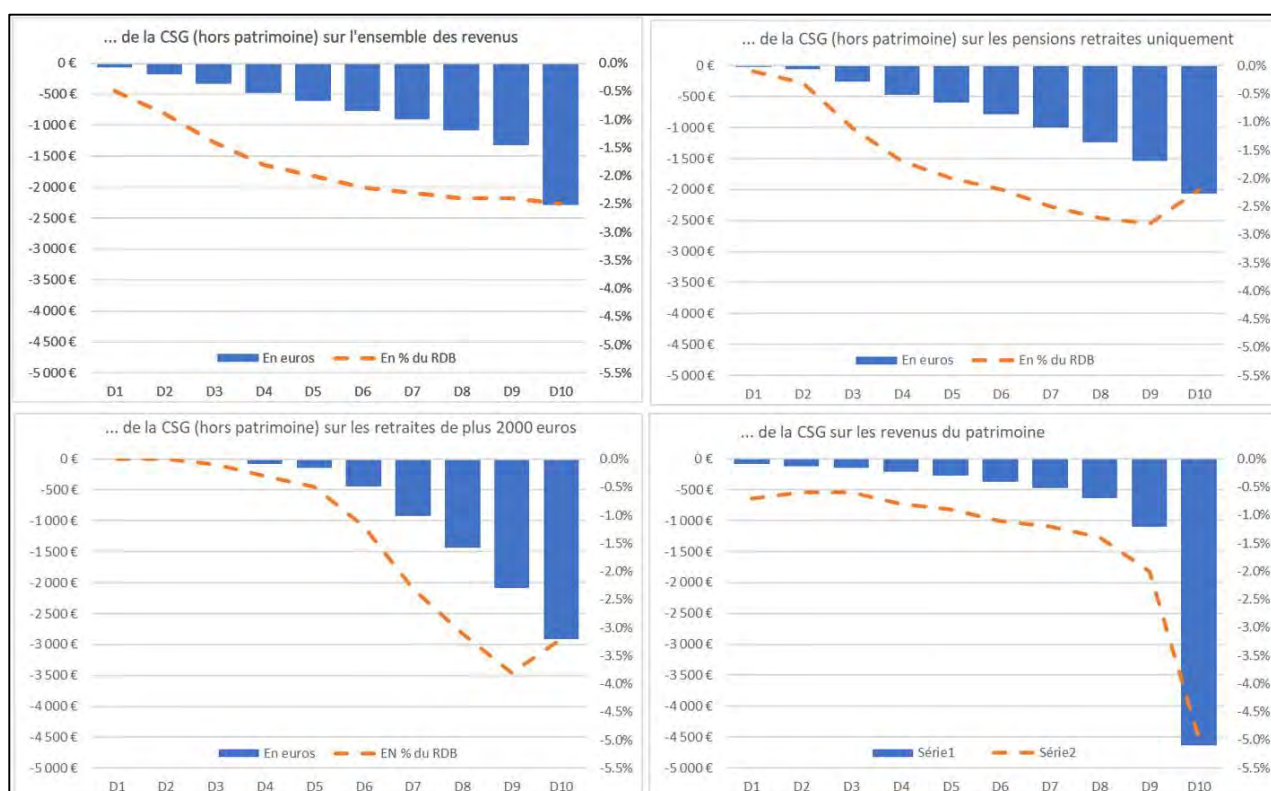 ... de la CSG (hors patrimoine) sur l'ensemble des revenus
0 €
-500 €
-1 000 €
-1 500 €
-2 000 €
-2 500 €
-3 000 €
-3 500 €
-4 000 €
-4 500 €
-5 000 €
0.0%
-0.5%
-1.0%
-1.5%
-2.0%
-2.5%
-3.0%
-3.5%
-4.0%
-4.5%
-5.0%
-5.5%
En euros En % du RDB
D1 D2 D3 D4 D5 D6 D7 D8 D9 D10
... de la CSG (hors patrimoine) sur les pensions retraites uniquement
0 €
-500 €
-1 000 €
-1 500 €
-2 000 €
-2 500 €
-3 000 €
-3 500 €
-4 000 €
-4 500 €
-5 000 €
0.0%
-0.5%
-1.0%
-1.5%
-2.0%
-2.5%
-3.0%
-3.5%
-4.0%
-4.5%
-5.0%
-5.5%
En euros En % du RDB
D1 D2 D3 D4 D5 D6 D7 D8 D9 D10
... de la CSG (hors patrimoine) sur les retraites de plus 2000 euros
0 €
-500 €
-1 000 €
-1 500 €
-2 000 €
-2 500 €
-3 000 €
-3 500 €
-4 000 €
-4 500 €
-5 000 €
0.0%
-0.5%
-1.0%
-1.5%
-2.0%
-2.5%
-3.0%
-3.5%
-4.0%
-4.5%
-5.0%
-5.5%
En euros EN % du RDB
D1 D2 D3 D4 D5 D6 D7 D8 D9 D10
... de la CSG sur les revenus du patrimoine
0 €
-500 €
-1 000 €
-1 500 €
-2 000 €
-2 500 €
-3 000 €
-3 500 €
-4 000 €
-4 500 €
-5 000 €
0.0%
-0.5%
-1.0%
-1.5%
-2.0%
-2.5%
-3.0%
-3.5%
-4.0%
-4.5%
-5.0%
-5.5%
Série1 Série2
D1 D2 D3 D4 D5 D6 D7 D8 D9 D10